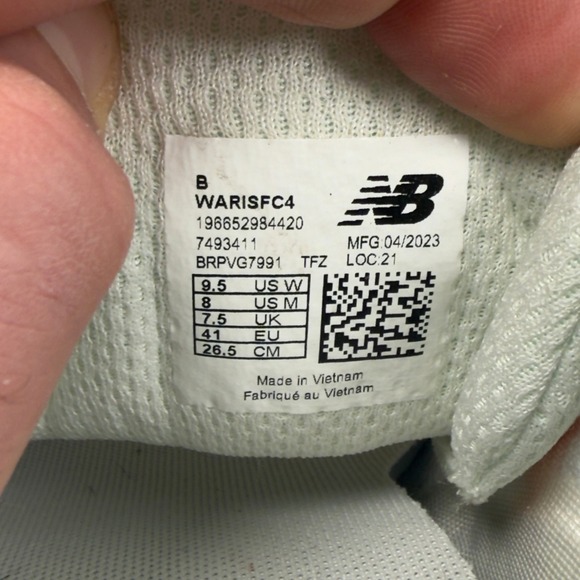 B
WARISFC4
NB
196652984420
7493411 MFG.04/2023
BRPVG7991 TFZ LOC:21
9.5 US W
8 US M
7.5 UK
41 EU
26.5 CM
Made in Vietnam
Fabriqué au Vietnam